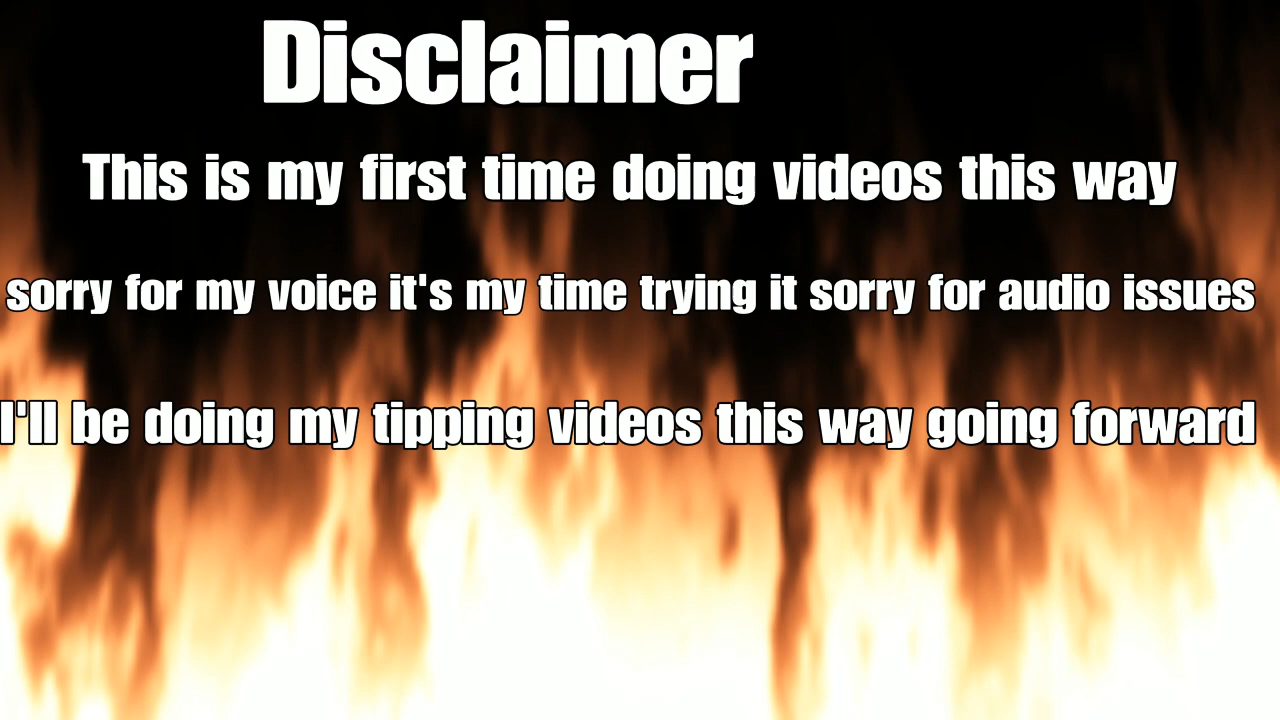 Disclaimer
This is my first time doing videos this way
sorry for my voice it's my time trying it sorry for audio issues
I'll be doing my tipping videos this way going forward